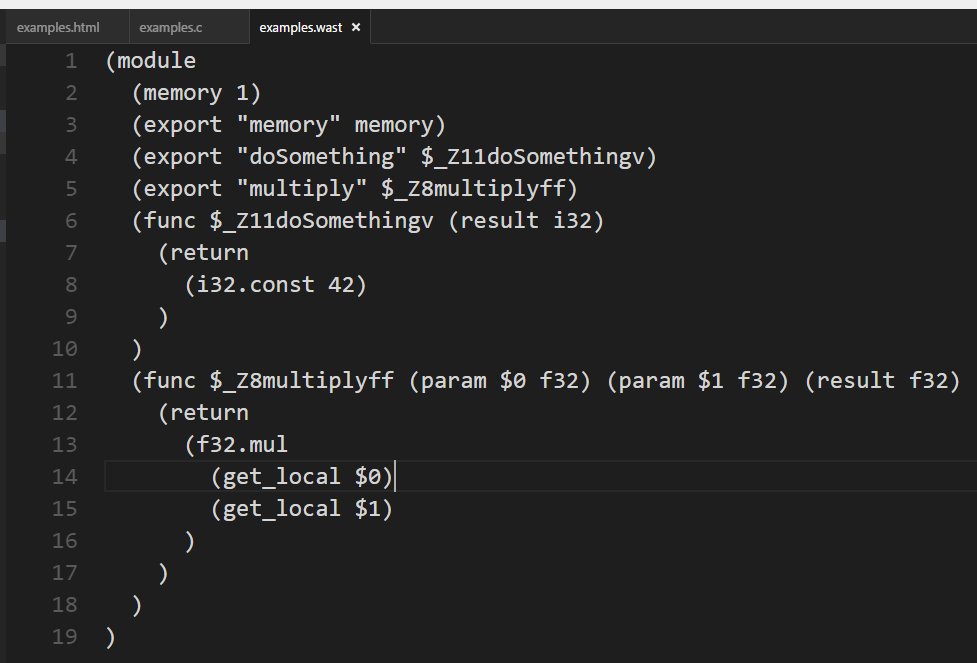 examples.html examples.c examples.wast ×
1 (module
2 (memory 1)
3 (export "memory" memory)
4 (export "doSomething" $_Z11doSomethingv)
5 (export "multiply" $_Z8multiplyff)
6 (func $_Z11doSomethingv (result i32)
7 (return
8 (i32.const 42)
9 )
10 )
11 (func $_Z8multiplyff (param $0 f32) (param $1 f32) (result f32)
12 (return
13 (f32.mul
14 (get_local $0)
15 (get_local $1)
16 )
17 )
18 )
19 )